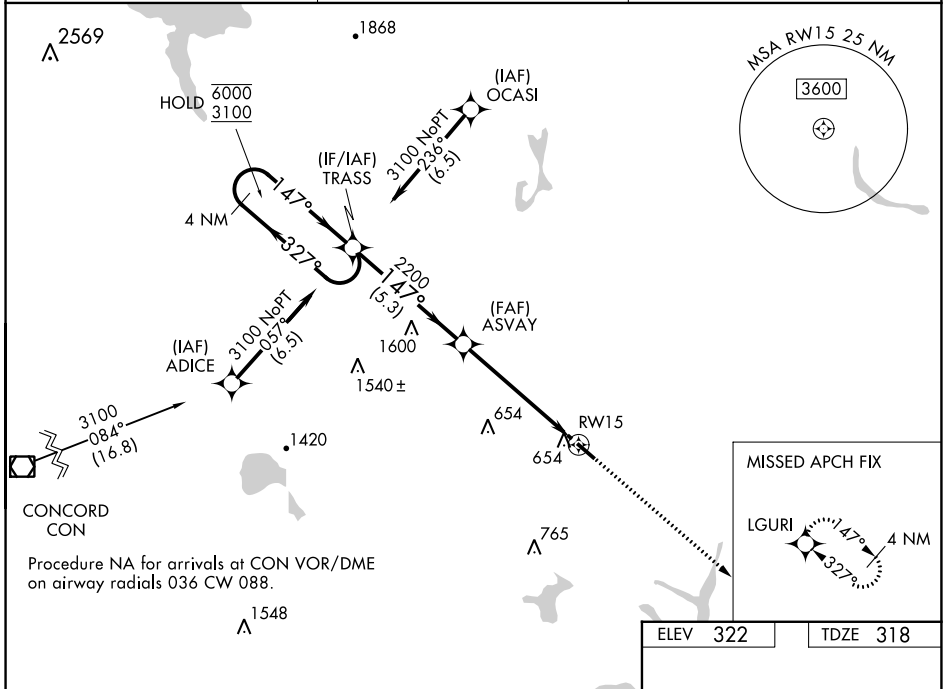 2569
1868
MSA RW15 25 NM
3600
HOLD 6000
3100
(IAF)
OCASI
3100 NoPT
236°
(6.5)
(IF/IAF)
TRASS
4 NM
147°
327°
2200
147°
(5.3)
(FAF)
ASVAY
1600
1540 ±
3100 NoPT
057°
(6.5)
(IAF)
ADICE
3100
084°
(16.8)
1420
654
RW15
654
CONCORD
CON
765
Procedure NA for arrivals at CON VOR/DME
on airway radials 036 CW 088.
1548
MISSED APCH FIX
LGURI
147°
327°
4 NM
ELEV 322
TDZE 318